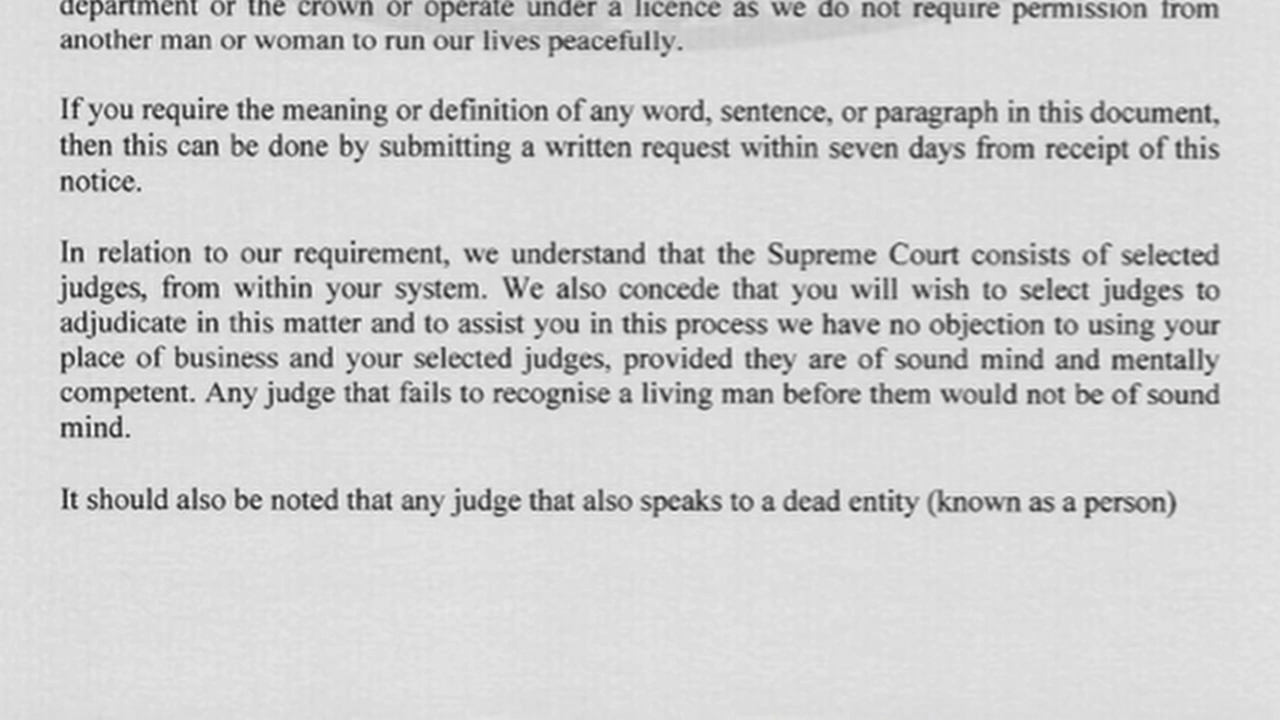 department or the crown or operate under a licence as we do not require permission from
another man or woman to run our lives peacefully.
If you require the meaning or definition of any word, sentence, or paragraph in this document,
then this can be done by submitting a written request within seven days from receipt of this
notice.
In relation to our requirement, we understand that the Supreme Court consists of selected
judges, from within your system. We also concede that you will wish to select judges to
adjudicate in this matter and to assist you in this process we have no objection to using your
place of business and your selected judges, provided they are of sound mind and mentally
competent. Any judge that fails to recognise a living man before them would not be of sound
mind.
It should also be noted that any judge that also speaks to a dead entity (known as a person)